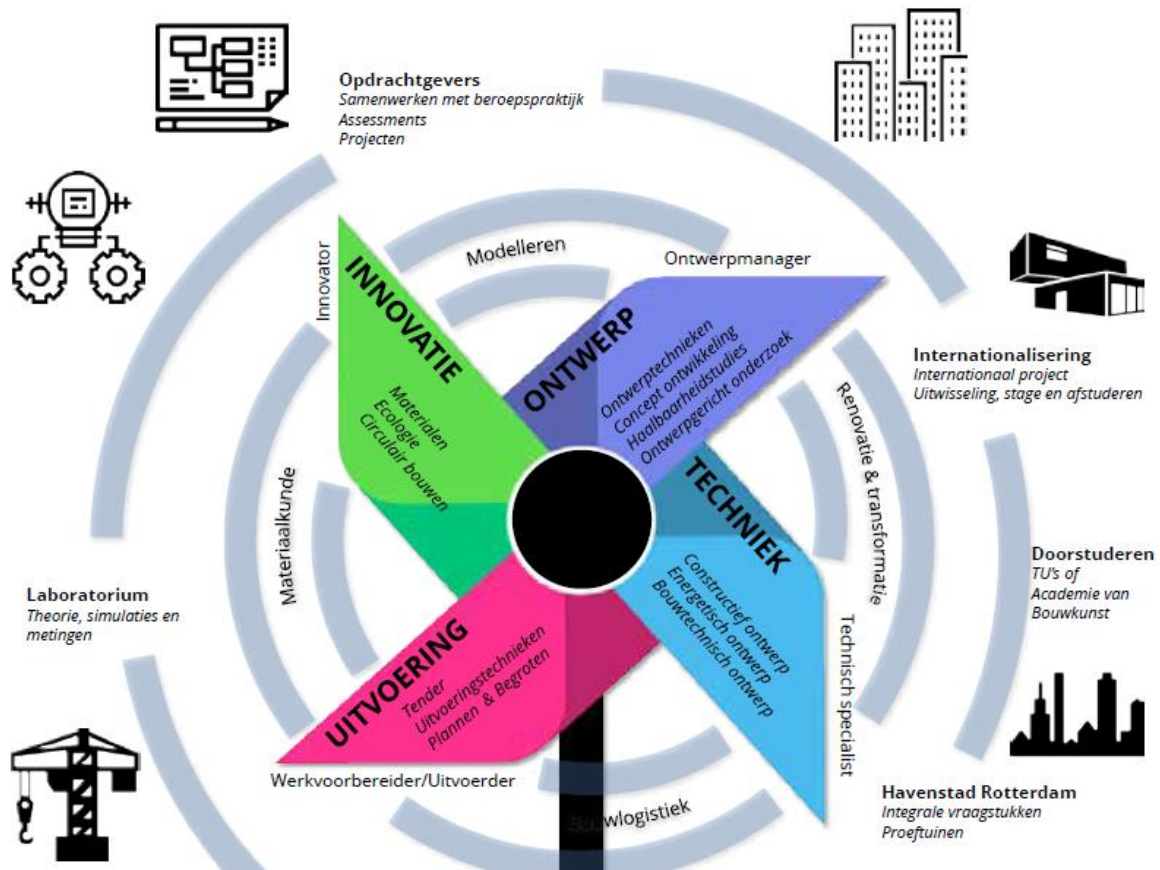 Opdrachtgevers
Samenwerken met beroepspraktijk
Assessments
Projecten
Modelleren
Ontwerpmanager
Innovator
INNOVATIE
Materialen
Ecologie
Circulair bouwen
ONTWERP
Ontwerptechnieken
Concept ontwikkeling
Haalbaarheidstudies
Ontwerpgericht onderzoek
Internationalisering
Internationaal project
Uitwisseling, stage en afstuderen
Renovatie & transformatie
TECHNIEK
Constructief ontwerp
Energetisch ontwerp
Bouwtechnisch ontwerp
Technisch specialist
Doorstuderen
TU's of
Academie van
Bouwkunst
Materiaalkunde
Laboratorium
Theorie, simulaties en
metingen
UITVOERING
Tender
Uitvoeringstechnieken
Plannen & Begroten
Werkvoorbereider/Uitvoerder
Bouwlogistiek
Havenstad Rotterdam
Integrale vraagstukken
Proeftuinen